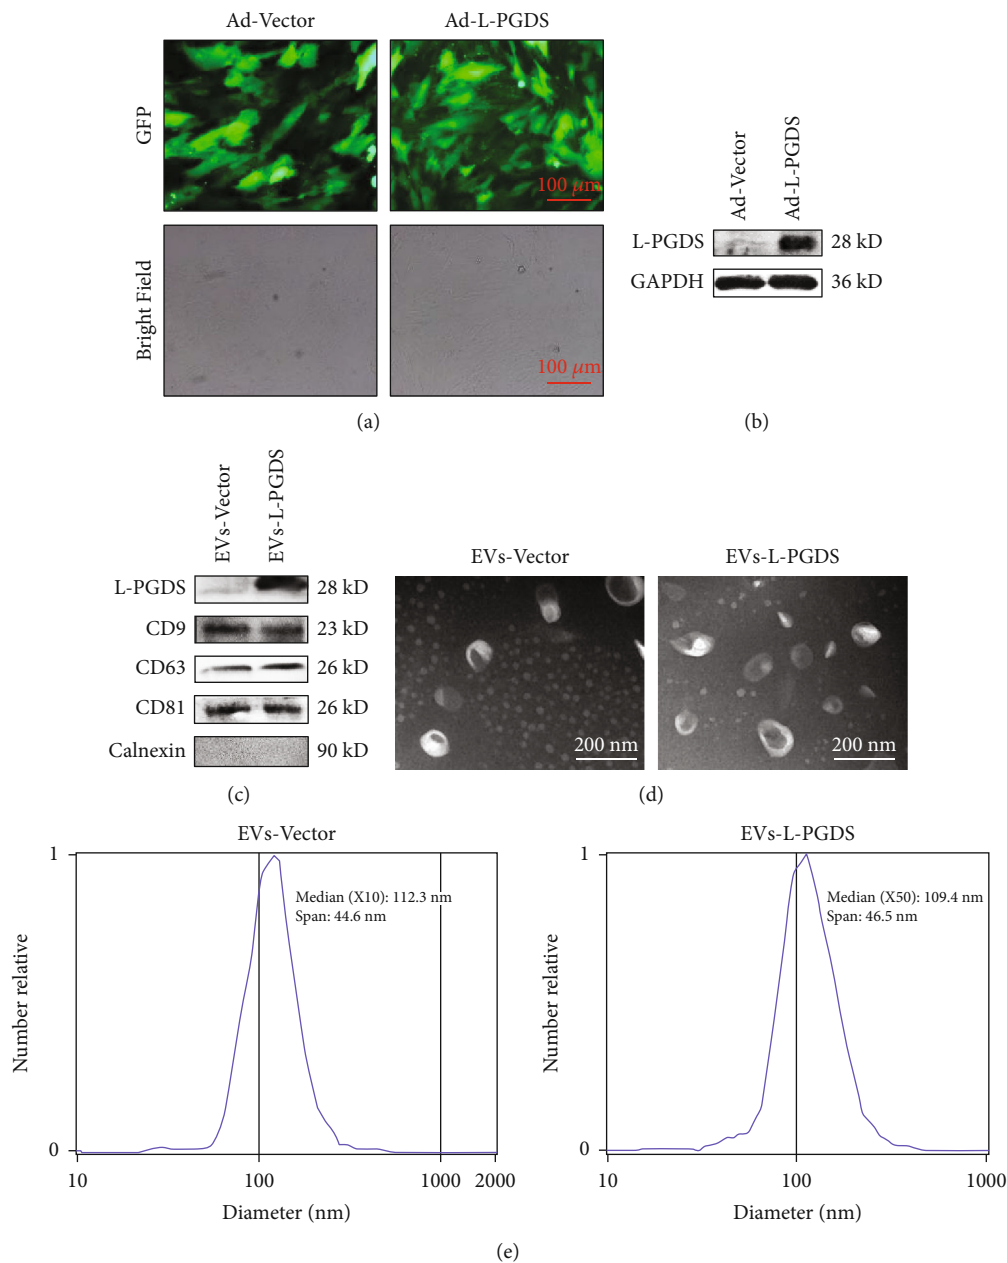 Ad-Vector
Ad-L-PGDS
GFP
100 μm
Bright Field
100 μm
(a)
Ad-Vector
Ad-L-PGDS
L-PGDS
28 kD
GAPDH
36 kD
(b)
EVs-Vector
EVs-L-PGDS
L-PGDS
28 kD
CD9
23 kD
CD63
26 kD
CD81
26 kD
Calnexin
90 kD
(c)
EVs-Vector
EVs-L-PGDS
200 nm
200 nm
(d)
EVs-Vector
1
Median (X10): 112.3 nm
Span: 44.6 nm
Number relative
0
10
100
1000
2000
Diameter (nm)
EVs-L-PGDS
1
Median (X50): 109.4 nm
Span: 46.5 nm
Number relative
0
10
100
1000
Diameter (nm)
(e)